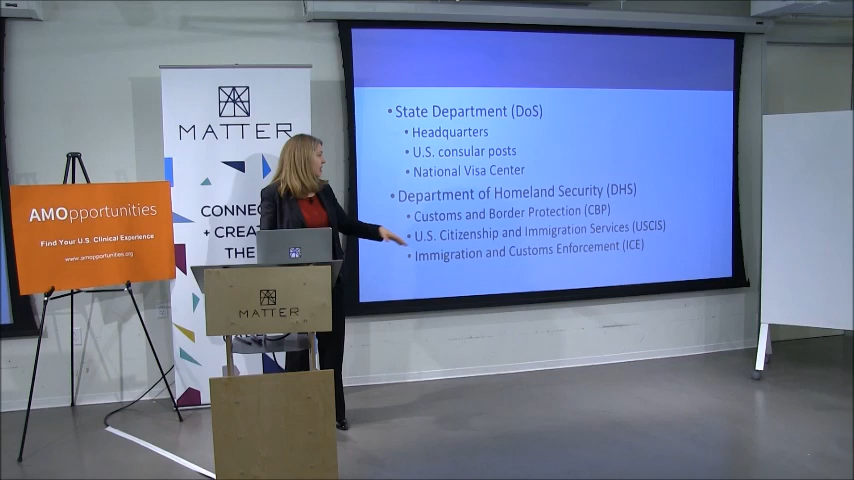 AMOpportunities
Find Your U.S. Clinical Experience
www.amopportunities.org
MATTER
CONNEC
+ CREAT
THE
MATTER
• State Department (DoS)
• Headquarters
• U.S. consular posts
• National Visa Center
• Department of Homeland Security (DHS)
• Customs and Border Protection (CBP)
• U.S. Citizenship and Immigration Services (USCIS)
• Immigration and Customs Enforcement (ICE)